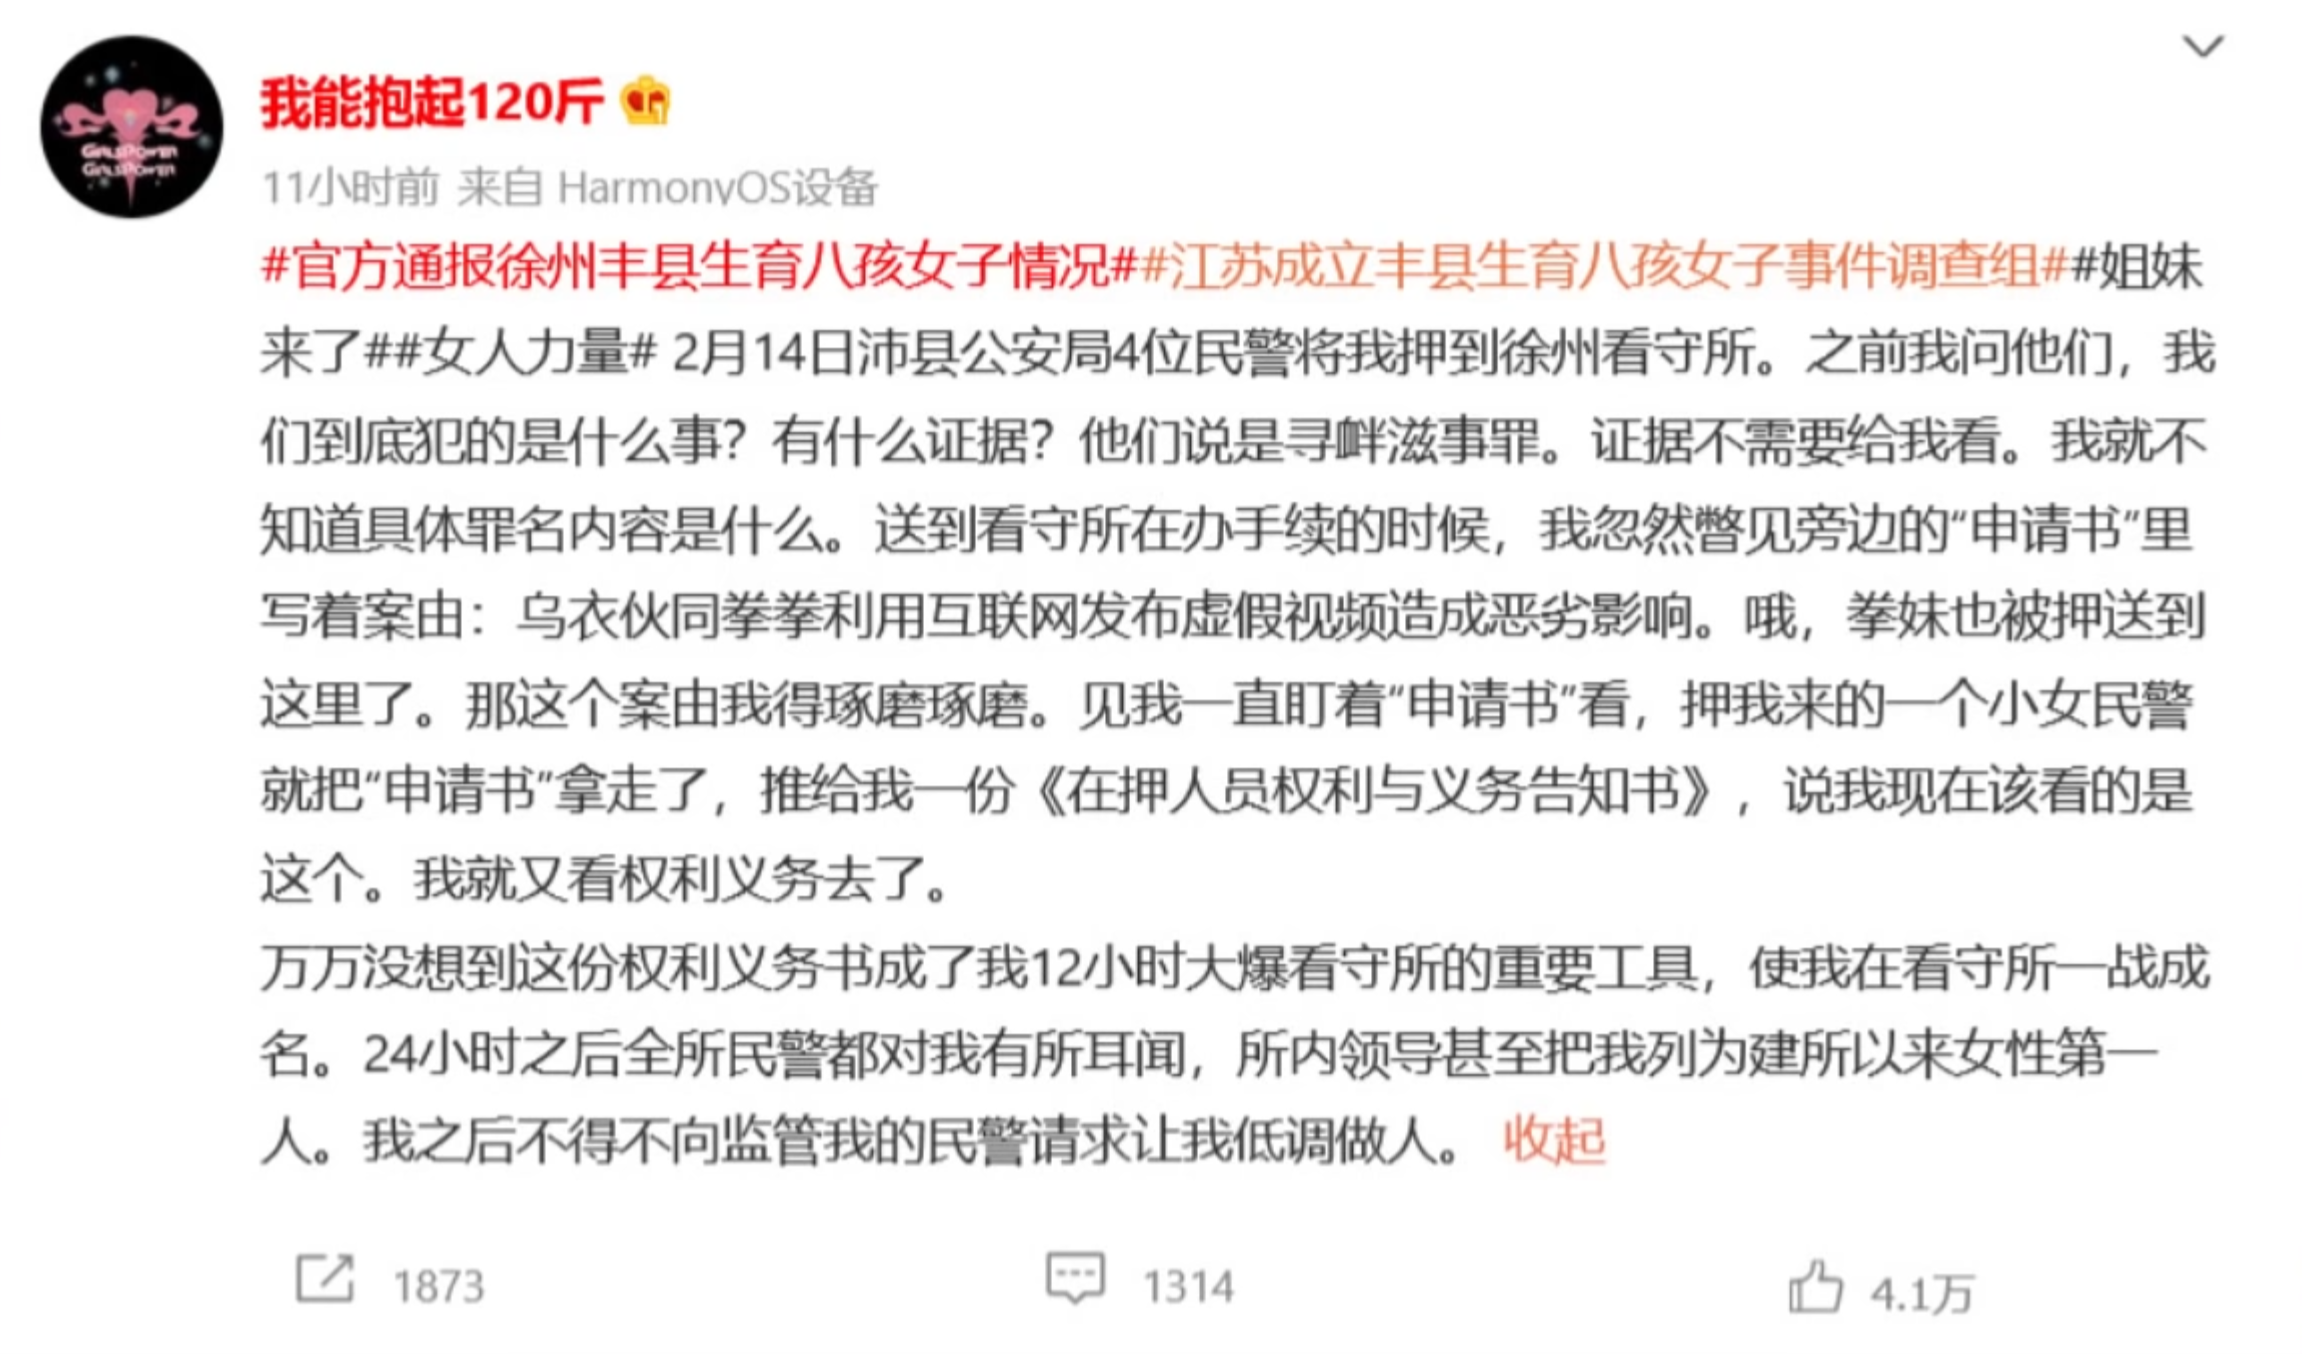 GIRLSPOWER
GIRLSPOWER
我能抱起120斤
11小时前 来自 HarmonyOS设备
#官方通报徐州丰县生育八孩女子情况##江苏成立丰县生育八孩女子事件调查组##姐妹
来了##女人力量# 2月14日沛县公安局4位民警将我押到徐州看守所。之前我问他们，我
们到底犯的是什么事？有什么证据？他们说是寻衅滋事罪。证据不需要给我看。我就不
知道具体罪名内容是什么。送到看守所在办手续的时候，我忽然瞥见旁边的“申请书”里
写着案由：乌衣伙同拳拳利用互联网发布虚假视频造成恶劣影响。哦，拳妹也被押送到
这里了。那这个案由我得琢磨琢磨。见我一直盯着“申请书”看，押我来的一个小女民警
就把“申请书”拿走了，推给我一份《在押人员权利与义务告知书》，说我现在该看的是
这个。我就又看权利义务去了。
万万没想到这份权利义务书成了我12小时大爆看守所的重要工具，使我在看守所一战成
名。24小时之后全所民警都对我有所耳闻，所内领导甚至把我列为建所以来女性第一
人。我之后不得不向监管我的民警请求让我低调做人。 收起
1873
1314
4.1万